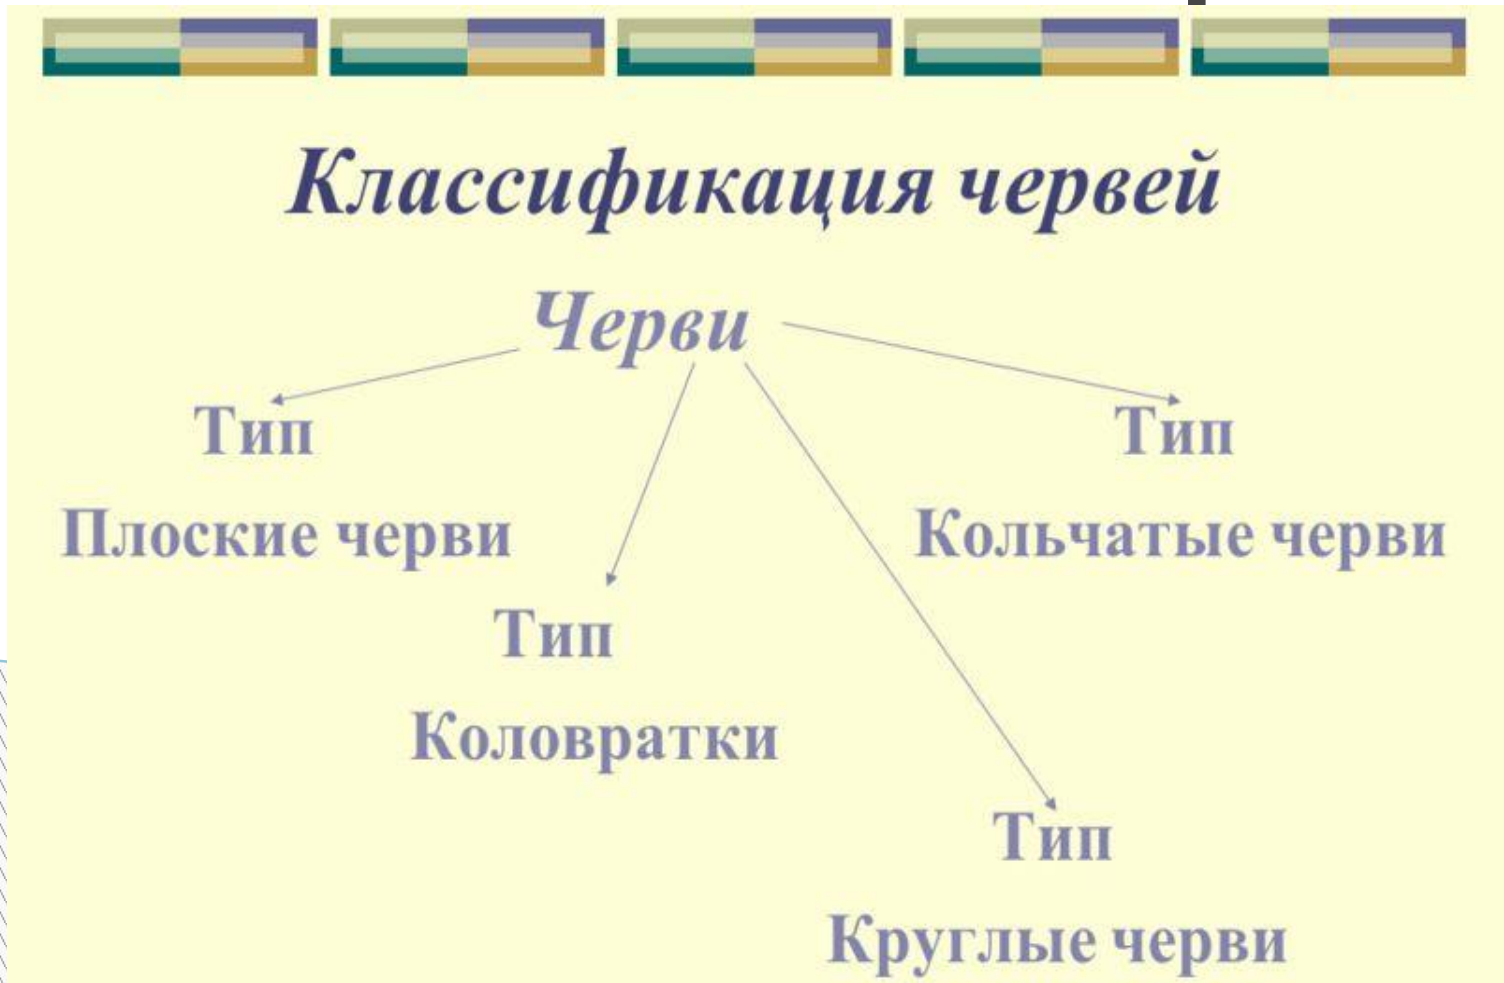 Классификация червей
Черви
Тип
Плоские черви
Тип
Коловратки
Тип
Круглые черви
Тип
Кольчатые черви